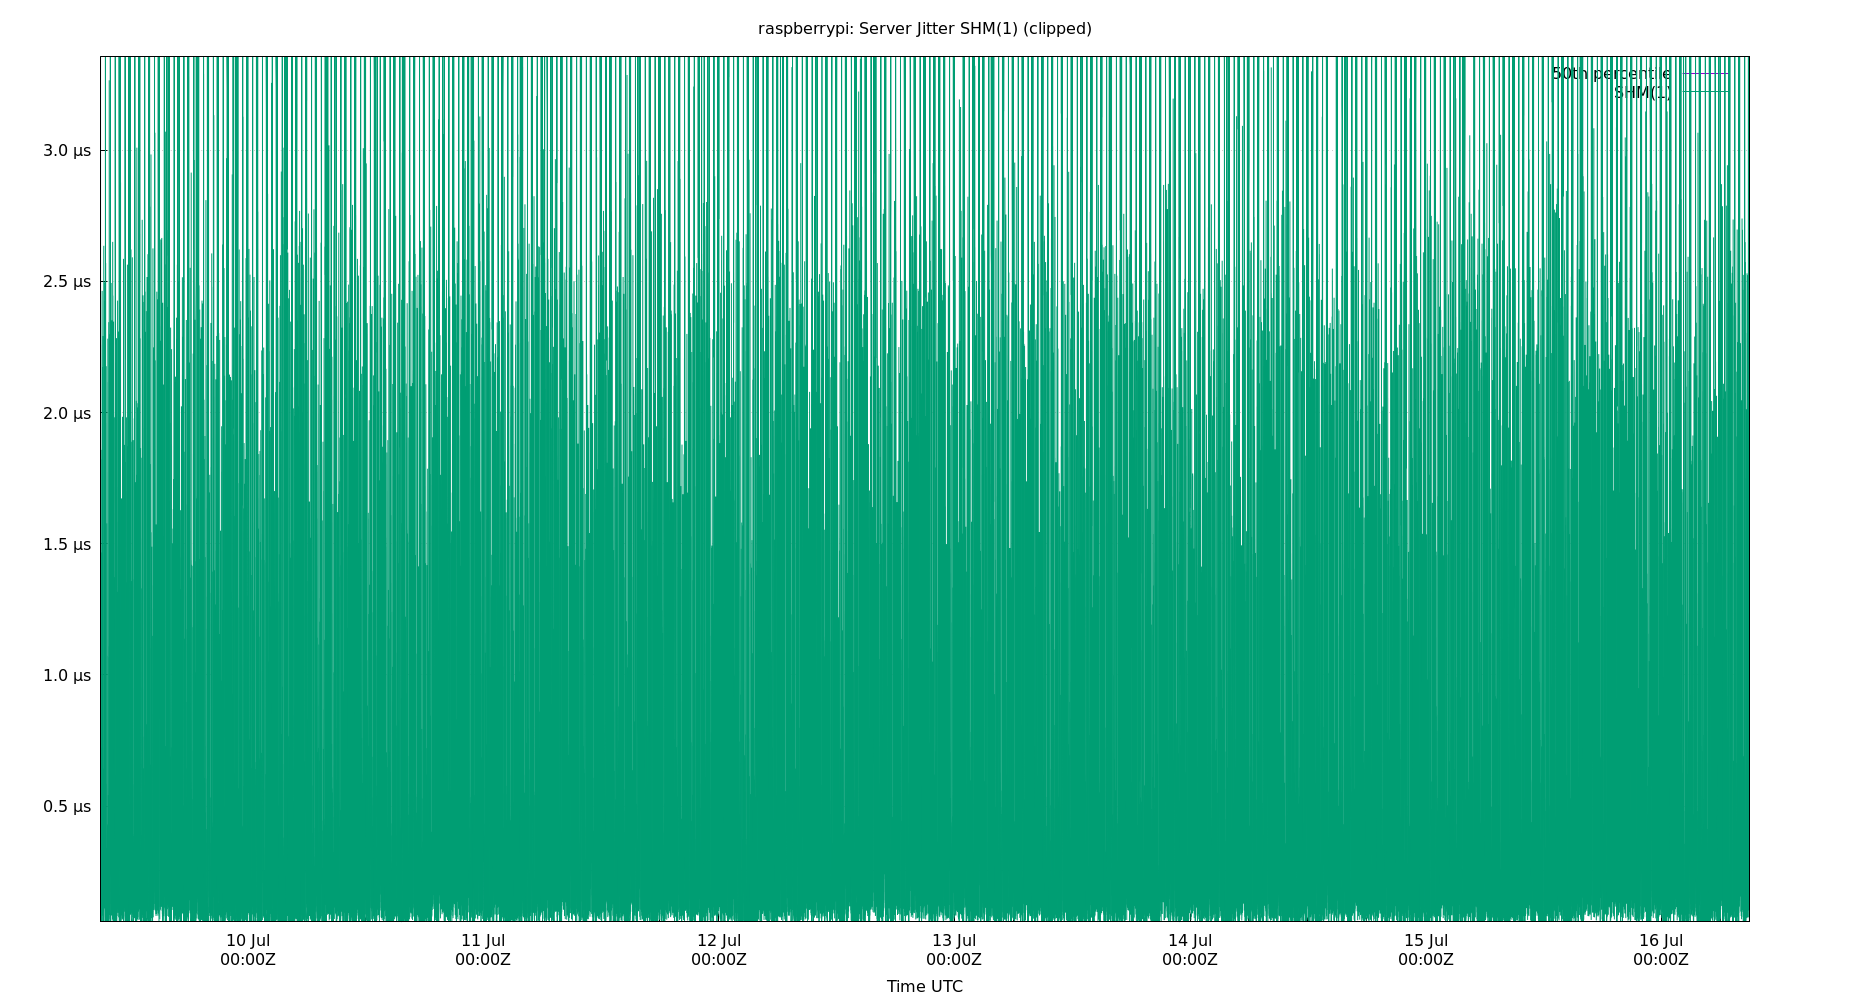 raspberrypi: Server Jitter SHM(1) (clipped)
50th percentile
SHM(1)
3.0 µs
2.5 µs
2.0 µs
1.5 µs
1.0 µs
0.5 µs
10 Jul 11 Jul 12 Jul 13 Jul 14 Jul 15 Jul 16 Jul
00:00Z 00:00Z 00:00Z 00:00Z 00:00Z 00:00Z 00:00Z
Time UTC